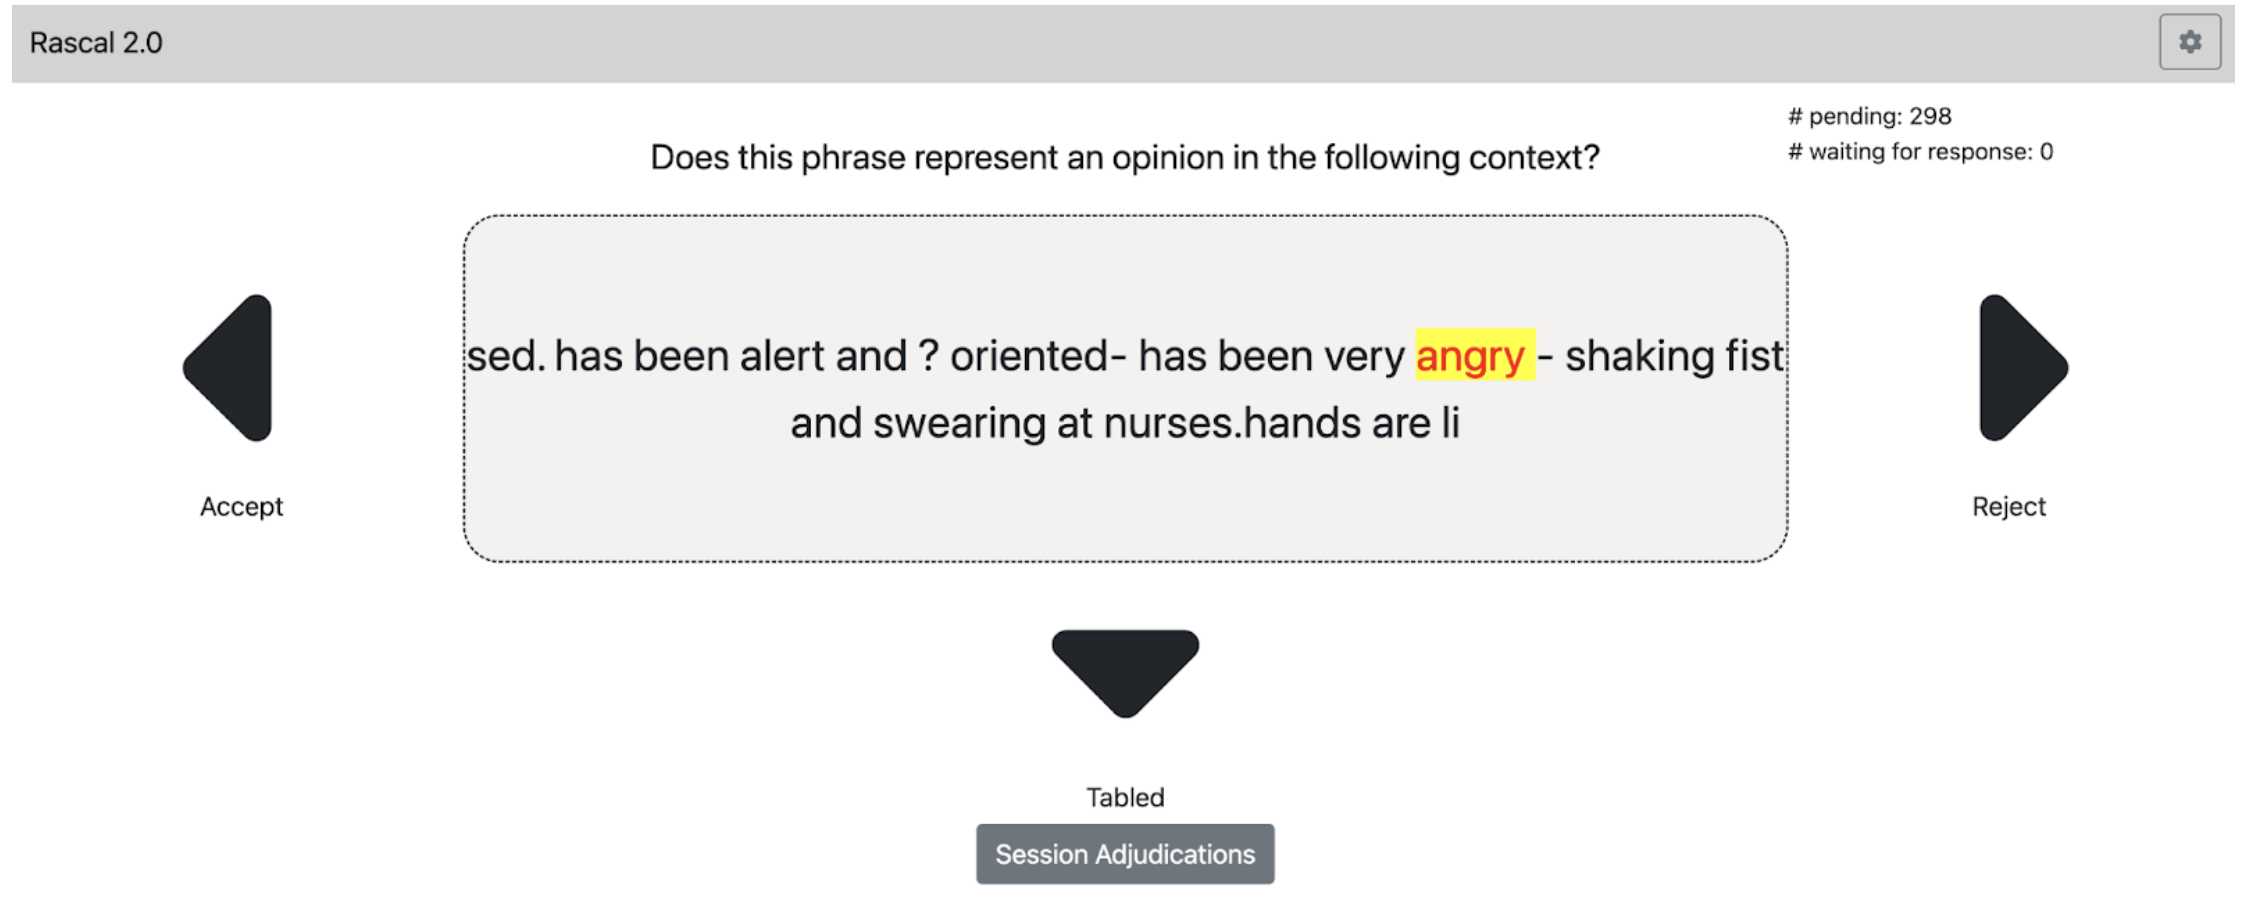 Rascal 2.0
# pending: 298
# waiting for response: 0
Does this phrase represent an opinion in the following context?
sed. has been alert and ? oriented- has been very angry - shaking fist
and swearing at nurses.hands are li
Accept
Reject
Tabled
Session Adjudications